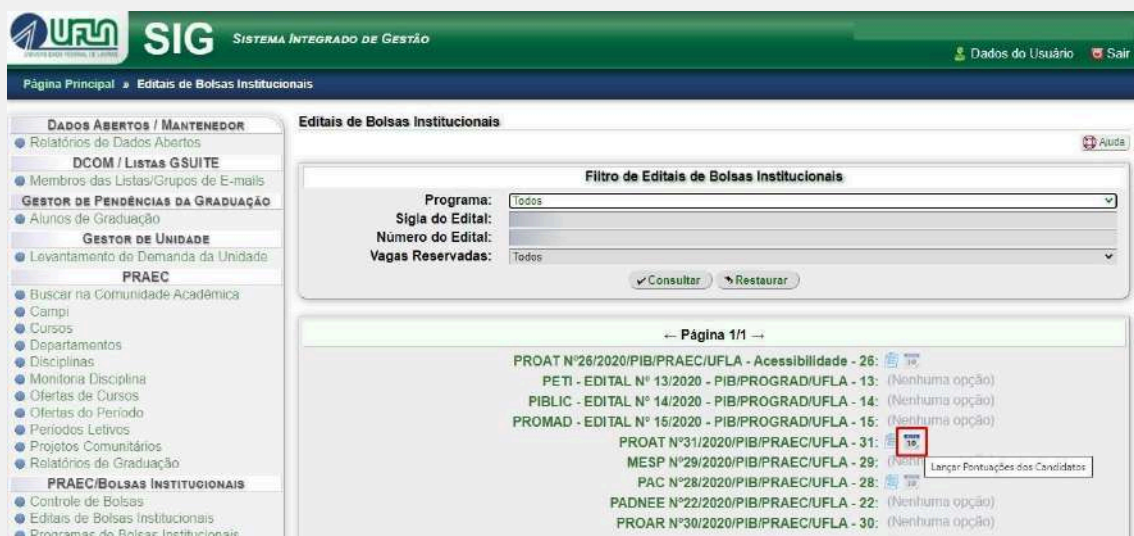 UFLA SIG SISTEMA INTEGRADO DE GESTÃO
Dados do Usuário Sair
Página Principal » Editais de Bolsas Institucionais
DADOS ABERTOS / MANTENEDOR
Relatórios de Dados Abertos
DCOM / LISTAS GSUITE
Membros das Listas/Grupos de E-mails
GESTOR DE PENDÊNCIAS DA GRADUAÇÃO
Alunos de Graduação
GESTOR DE UNIDADE
Levantamento de Demanda da Unidade
PRAEC
Buscar na Comunidade Acadêmica
Campi
Cursos
Departamentos
Disciplinas
Monitoria Disciplina
Ofertas de Cursos
Ofertas do Período
Períodos Letivos
Projetos Comunitários
Relatórios de Graduação
PRAEC/BOLSAS INSTITUCIONAIS
Controle de Bolsas
Editais de Bolsas Institucionais
Programas de Bolsas Institucionais
Editais de Bolsas Institucionais
Ajuda
Filtro de Editais de Bolsas Institucionais
Programa: Todos
Sigla do Edital:
Número do Edital:
Vagas Reservadas: Todos
Consultar Restaurar
← Página 1/1 →
PROAT Nº26/2020/PIB/PRAEC/UFLA - Acessibilidade - 26:
PETI - EDITAL Nº 13/2020 - PIB/PROGRAD/UFLA - 13: (Nenhuma opção)
PIBLIC - EDITAL Nº 14/2020 - PIB/PROGRAD/UFLA - 14: (Nenhuma opção)
PROMAD - EDITAL Nº 15/2020 - PIB/PROGRAD/UFLA - 15: (Nenhuma opção)
PROAT Nº31/2020/PIB/PRAEC/UFLA - 31:
MESP Nº29/2020/PIB/PRAEC/UFLA - 29:
Lançar Pontuações dos Candidatos
PAC Nº28/2020/PIB/PRAEC/UFLA - 28:
PADNEE Nº22/2020/PIB/PRAEC/UFLA - 22: (Nenhuma opção)
PROAR Nº30/2020/PIB/PRAEC/UFLA - 30: (Nenhuma opção)